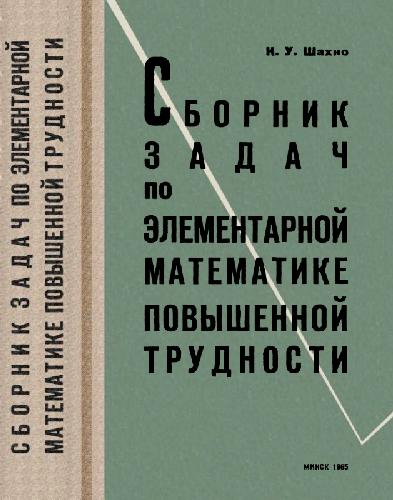 СБОРНИК ЗАДАЧ ПО ЭЛЕМЕНТАРНОЙ
МАТЕМАТИКЕ ПОВЫШЕННОЙ ТРУДНОСТИ
К. У. Шахно
СБОРНИК
ЗАДАЧ
ПО
ЭЛЕМЕНТАРНОЙ
МАТЕМАТИКЕ
ПОВЫШЕННОЙ
ТРУДНОСТИ
МИНСК 1965